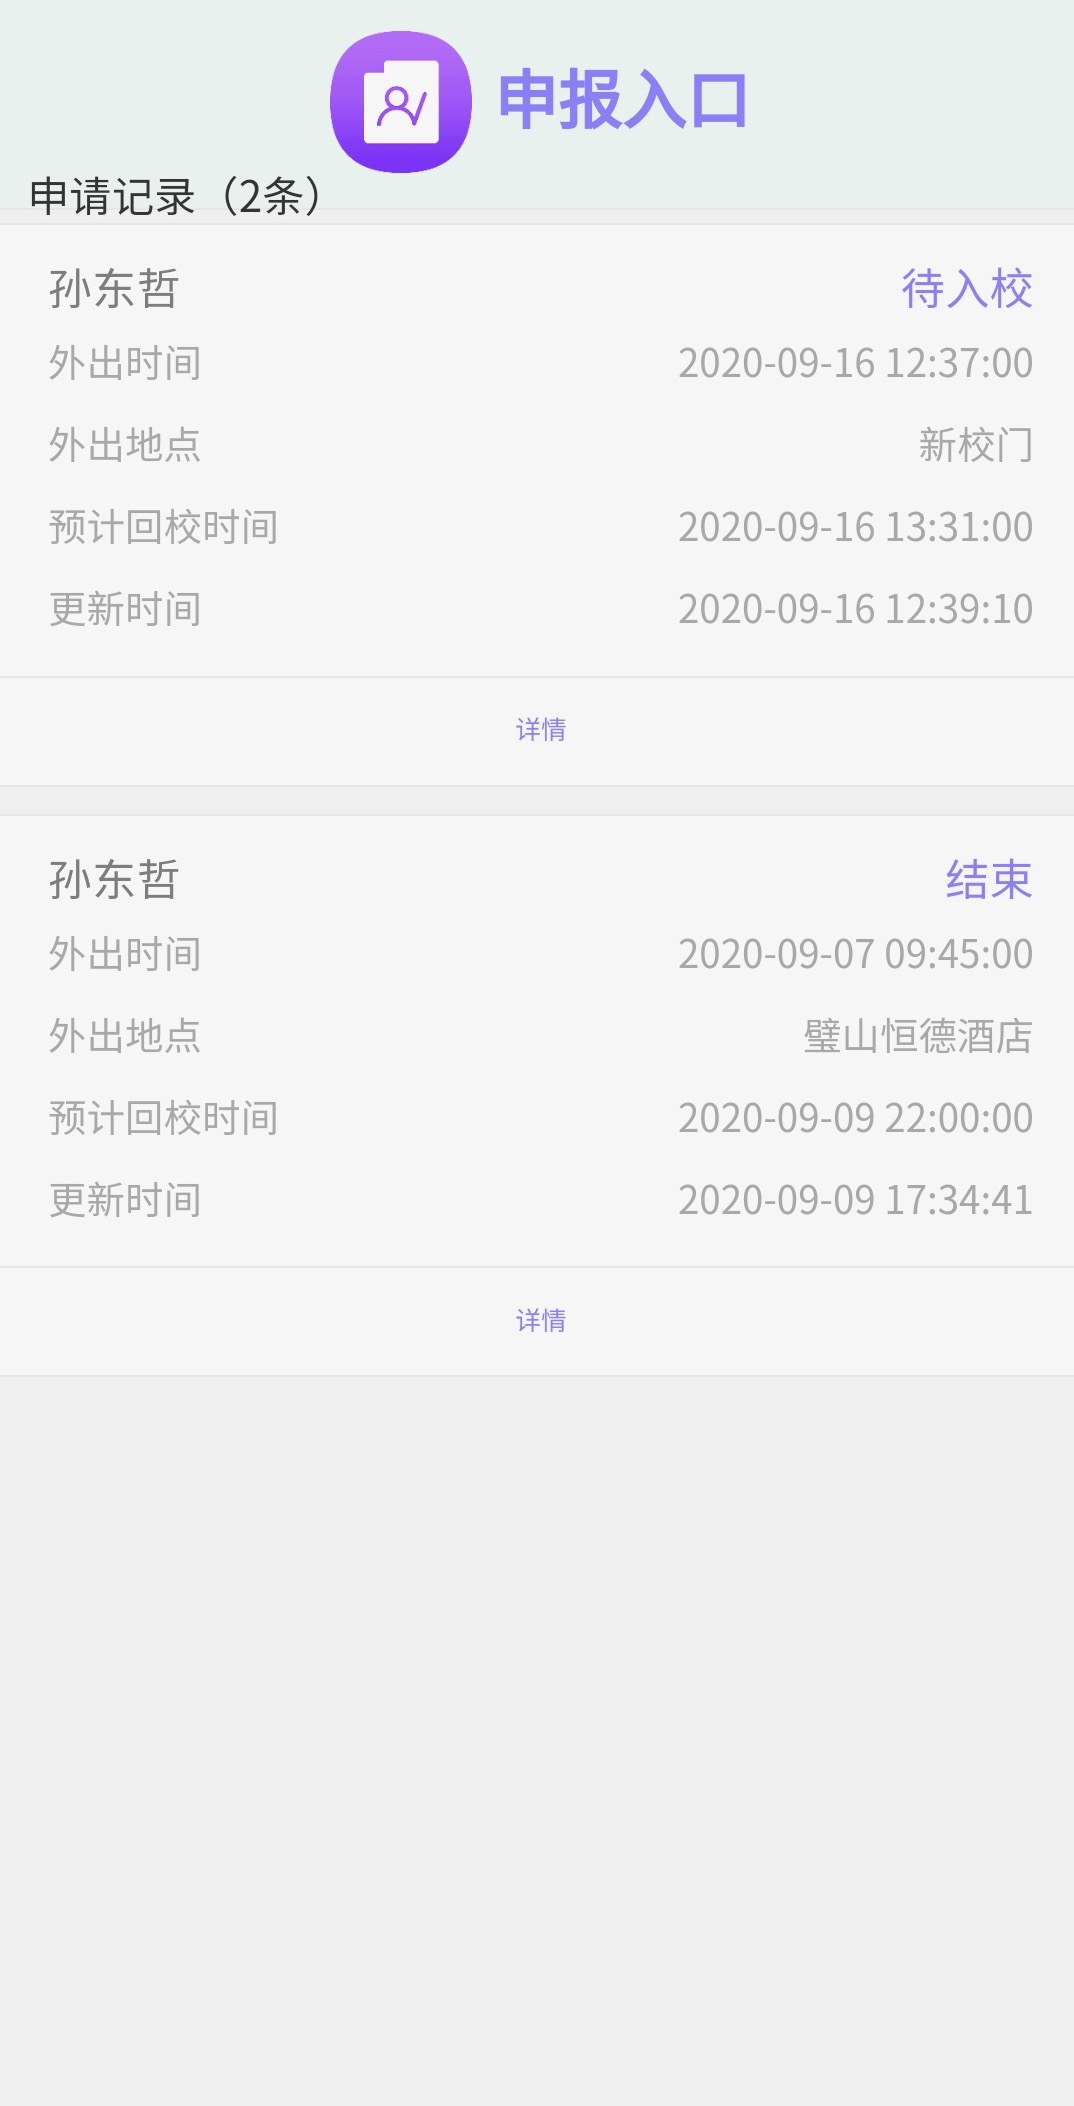 申报入口
申请记录（2条）
孙东哲 待入校
外出时间 2020-09-16 12:37:00
外出地点 新校门
预计回校时间 2020-09-16 13:31:00
更新时间 2020-09-16 12:39:10
详情
孙东哲 结束
外出时间 2020-09-07 09:45:00
外出地点 璧山恒德酒店
预计回校时间 2020-09-09 22:00:00
更新时间 2020-09-09 17:34:41
详情